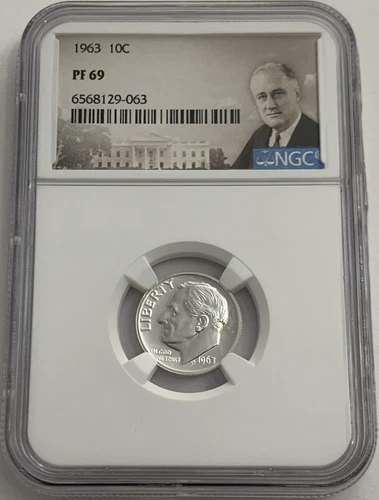 1963 10C
PF 69
6568129-063
NGC
LIBERTY
IN GOD
WE TRUST
1963